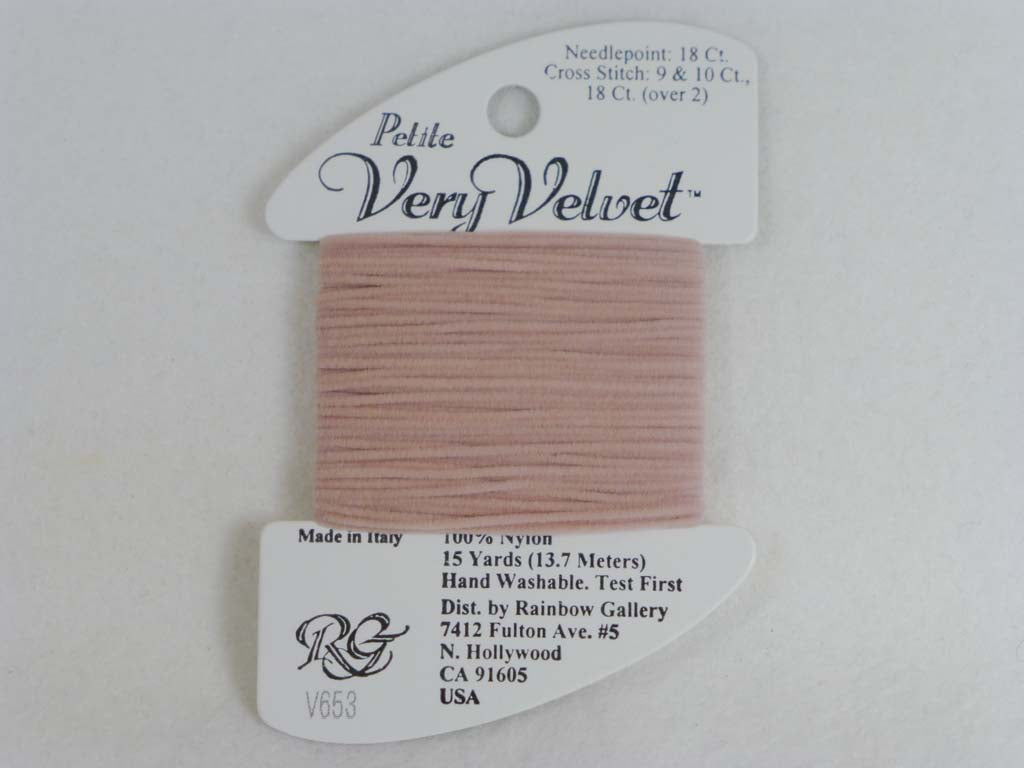 Needlepoint: 18 Ct.
Cross Stitch: 9 & 10 Ct.,
18 Ct. (over 2)
Petite
Very Velvet™
Made in Italy
100% Nylon
15 Yards (13.7 Meters)
Hand Washable. Test First
Dist. by Rainbow Gallery
7412 Fulton Ave. #5
N. Hollywood
CA 91605
USA
RG
V653